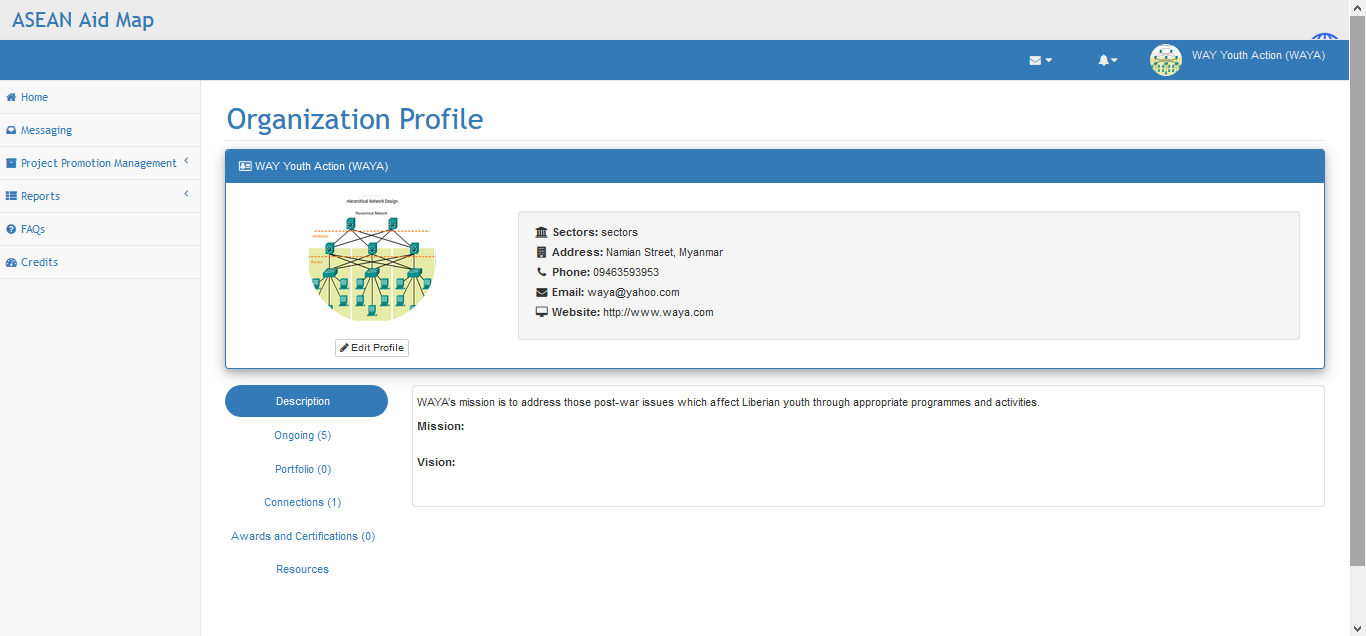 ASEAN Aid Map
WAY Youth Action (WAYA)
Home
Messaging
Project Promotion Management
Reports
FAQs
Credits
Organization Profile
WAY Youth Action (WAYA)
Hierarchical Network Design
Hierarchical Network
Edit Profile
Sectors: sectors
Address: Namian Street, Myanmar
Phone: 09463593953
Email: waya@yahoo.com
Website: http://www.waya.com
Description
Ongoing (5)
Portfolio (0)
Connections (1)
Awards and Certifications (0)
Resources
WAYA's mission is to address those post-war issues which affect Liberian youth through appropriate programmes and activities.
Mission:
Vision: